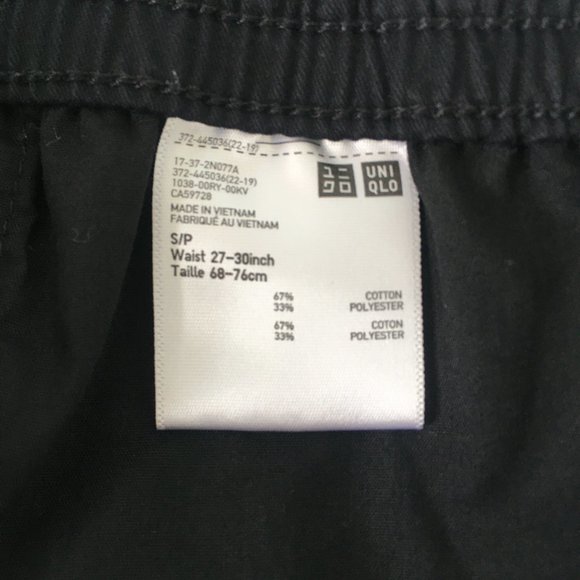 372-445036(22-19)
17-37-2N077A
372-445036(22-19)
1038-00RY-00KV
CA59728
MADE IN VIETNAM
FABRIQUÉ AU VIETNAM
ユニ
クロ
UNI
QLO
S/P
Waist 27-30inch
Taille 68-76cm
67% COTTON
33% POLYESTER
67% COTON
33% POLYESTER